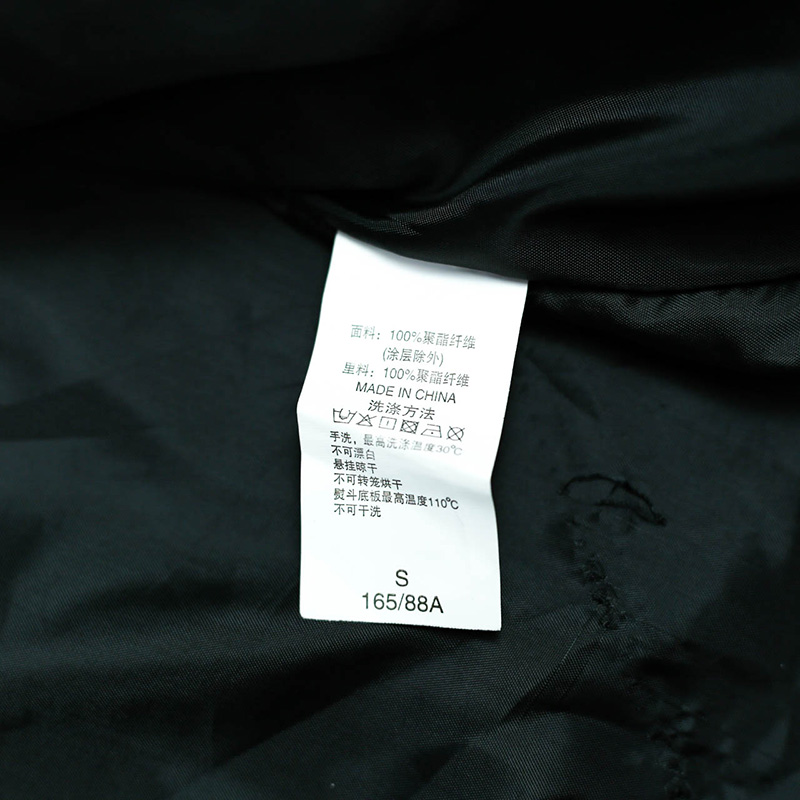 面料：100%聚酯纤维
(涂层除外)
里料：100%聚酯纤维
MADE IN CHINA
洗涤方法
手洗，最高洗涤温度30℃
不可漂白
悬挂晾干
不可转笼烘干
熨斗底板最高温度110℃
不可干洗
S
165/88A